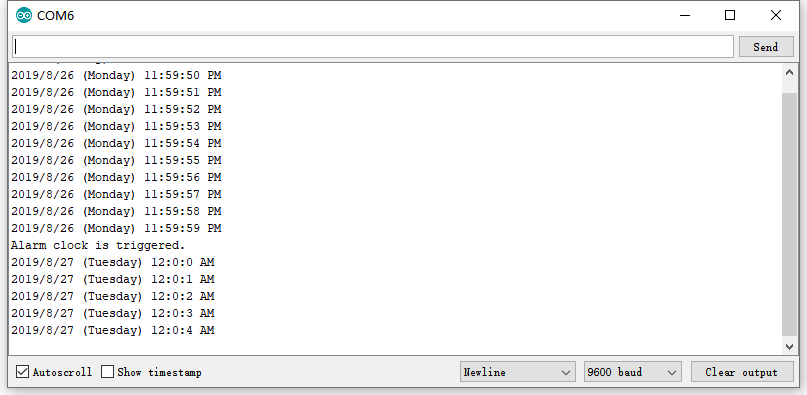 COM6
Send
2019/8/26 (Monday) 11:59:50 PM
2019/8/26 (Monday) 11:59:51 PM
2019/8/26 (Monday) 11:59:52 PM
2019/8/26 (Monday) 11:59:53 PM
2019/8/26 (Monday) 11:59:54 PM
2019/8/26 (Monday) 11:59:55 PM
2019/8/26 (Monday) 11:59:56 PM
2019/8/26 (Monday) 11:59:57 PM
2019/8/26 (Monday) 11:59:58 PM
2019/8/26 (Monday) 11:59:59 PM
Alarm clock is triggered.
2019/8/27 (Tuesday) 12:0:0 AM
2019/8/27 (Tuesday) 12:0:1 AM
2019/8/27 (Tuesday) 12:0:2 AM
2019/8/27 (Tuesday) 12:0:3 AM
2019/8/27 (Tuesday) 12:0:4 AM
Autoscroll Show timestamp Newline 9600 baud Clear output